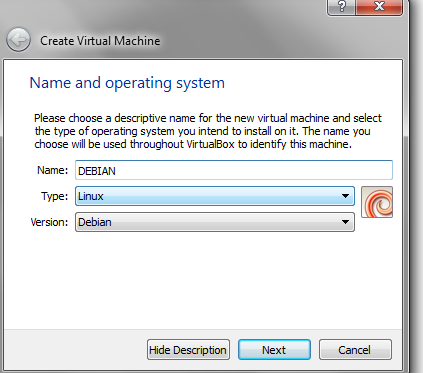 Create Virtual Machine
Name and operating system
Please choose a descriptive name for the new virtual machine and select
the type of operating system you intend to install on it. The name you
choose will be used throughout VirtualBox to identify this machine.
Name: DEBIAN
Type: Linux
Version: Debian
Hide Description Next Cancel